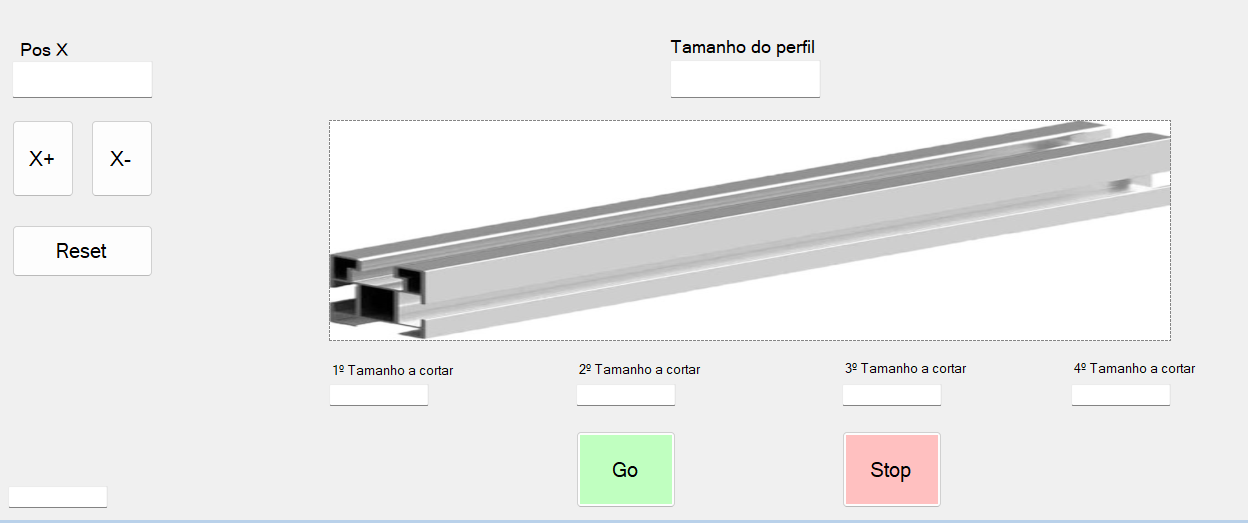 Pos X
Tamanho do perfil
X+
X-
Reset
1º Tamanho a cortar
2º Tamanho a cortar
3º Tamanho a cortar
4º Tamanho a cortar
Go
Stop